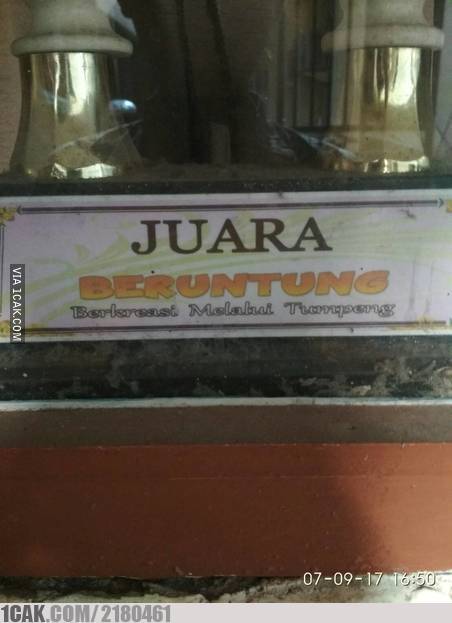 JUARA
BERUNTUNG
Berkreasi Melalui Tumpeng
VIA 1CAK.COM
07-09-17 16:50
1CAK.COM/2180461